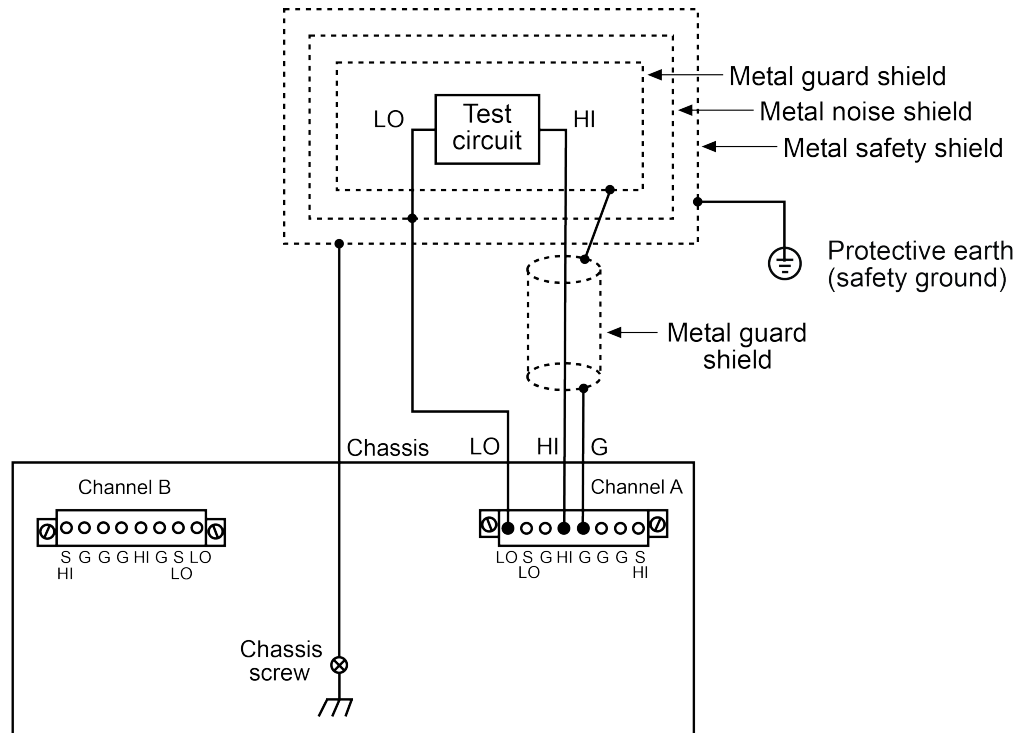 Metal guard shield
Metal noise shield
Metal safety shield
LO
Test
circuit
HI
Protective earth
(safety ground)
Metal guard
shield
Chassis
LO
HI
G
Channel B
Channel A
S G G G HI G S LO
HI LO
LO S G HI G G G S
LO HI
Chassis
screw